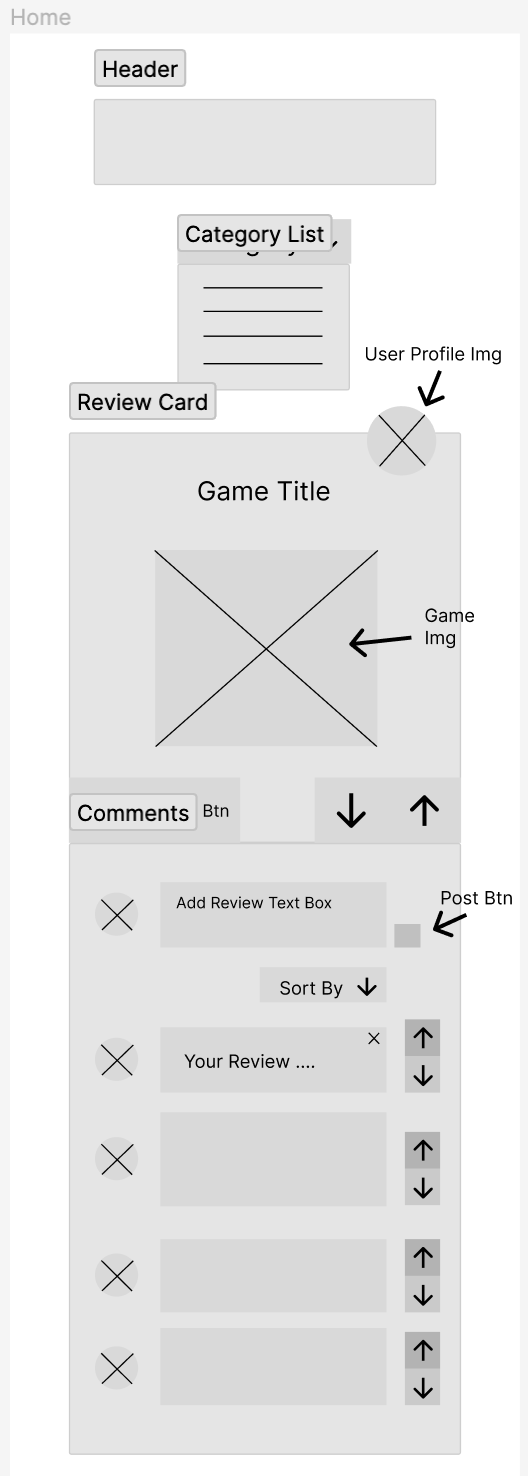 Home
Header
Category List
User Profile Img
Review Card
Game Title
Game
Img
Comments Btn
Post Btn
Add Review Text Box
Sort By
Your Review ....